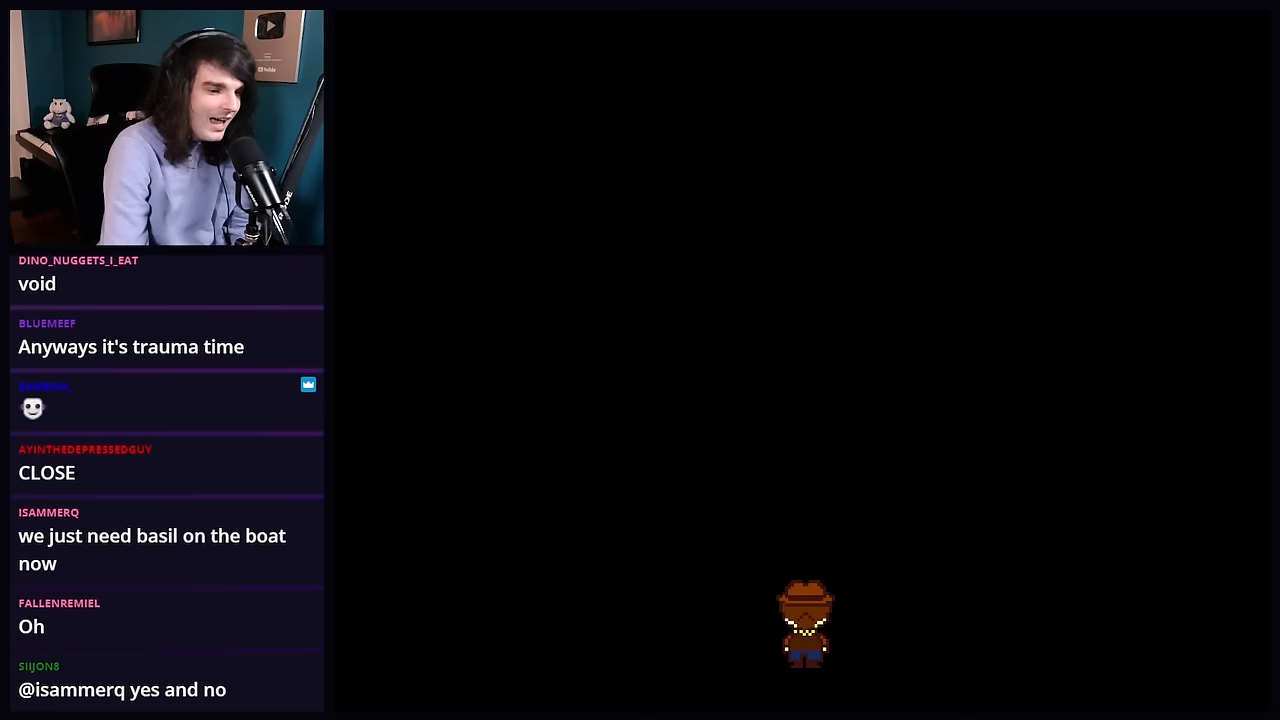 DINO_NUGGETS_I_EAT
void
BLUEMEEF
Anyways it's trauma time
AYINTHEDEPRESSEDGUY
CLOSE
ISAMMERQ
we just need basil on the boat
now
FALLENREMIEL
Oh
SIIJON8
@isammerq yes and no